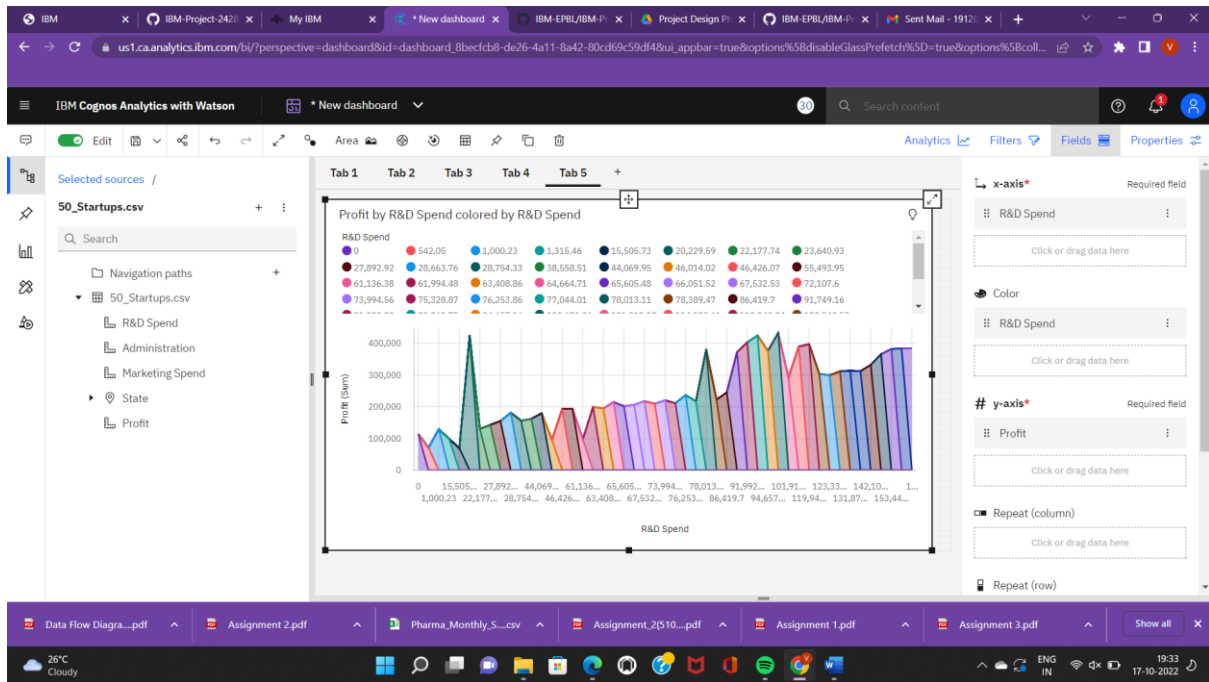 IBM
IBM-Project-2428
My IBM
* New dashboard
IBM-EPBL/IBM-Pr
Project Design Ph
IBM-EPBL/IBM-Pr
Sent Mail - 1912
us1.ca.analytics.ibm.com/bi/?perspective=dashboard&id=dashboard_8becfcb8-de26-4a11-8a42-80cd69c59df4&ui_appbar=true&options%5BdisableGlassPrefetch%5D=true&options%5Bcoll...
V
IBM Cognos Analytics with Watson
* New dashboard
30
Search content
1
Edit
Area
Analytics
Filters
Fields
Properties
Selected sources /
50_Startups.csv
Search
Navigation paths
50_Startups.csv
R&D Spend
Administration
Marketing Spend
State
Profit
Tab 1 Tab 2 Tab 3 Tab 4 Tab 5 +
Profit by R&D Spend colored by R&D Spend
R&D Spend
0 542.05 1,000.23 1,315.46 15,505.73 20,229.59 22,177.74 23,640.93
27,892.92 28,663.76 28,754.33 38,558.51 44,069.95 46,014.02 46,426.07 55,493.95
61,136.38 61,994.48 63,408.86 64,664.71 65,605.48 66,051.52 67,532.53 72,107.6
73,994.56 75,328.87 76,253.86 77,044.01 78,013.11 78,389.47 86,419.7 91,749.16
400,000
300,000
200,000
100,000
0
Profit (Sum)
0 15,505... 27,892... 44,069... 61,136... 65,605... 73,994... 78,013... 91,992... 101,91... 123,33... 142,10... 1...
1,000.23 22,177... 28,754... 46,426... 63,408... 67,532... 76,253... 86,419.7 94,657... 119,94... 131,87... 153,44...
R&D Spend
x-axis*
Required field
R&D Spend
Click or drag data here
Color
R&D Spend
Click or drag data here
# y-axis*
Required field
Profit
Click or drag data here
Repeat (column)
Click or drag data here
Repeat (row)
Data Flow Diagra....pdf
Assignment 2.pdf
Pharma_Monthly_S....csv
Assignment_2(510....pdf
Assignment 1.pdf
Assignment 3.pdf
Show all
26°C
Cloudy
ENG
IN
19:33
17-10-2022